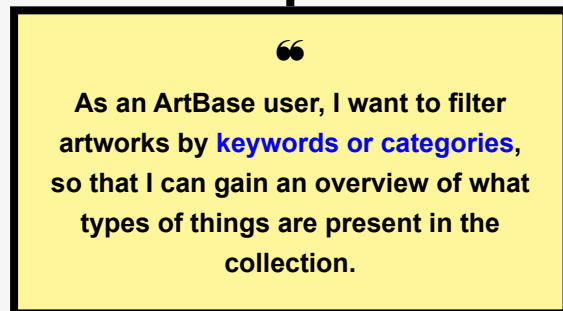 ❝
As an ArtBase user, I want to filter
artworks by keywords or categories,
so that I can gain an overview of what
types of things are present in the
collection.